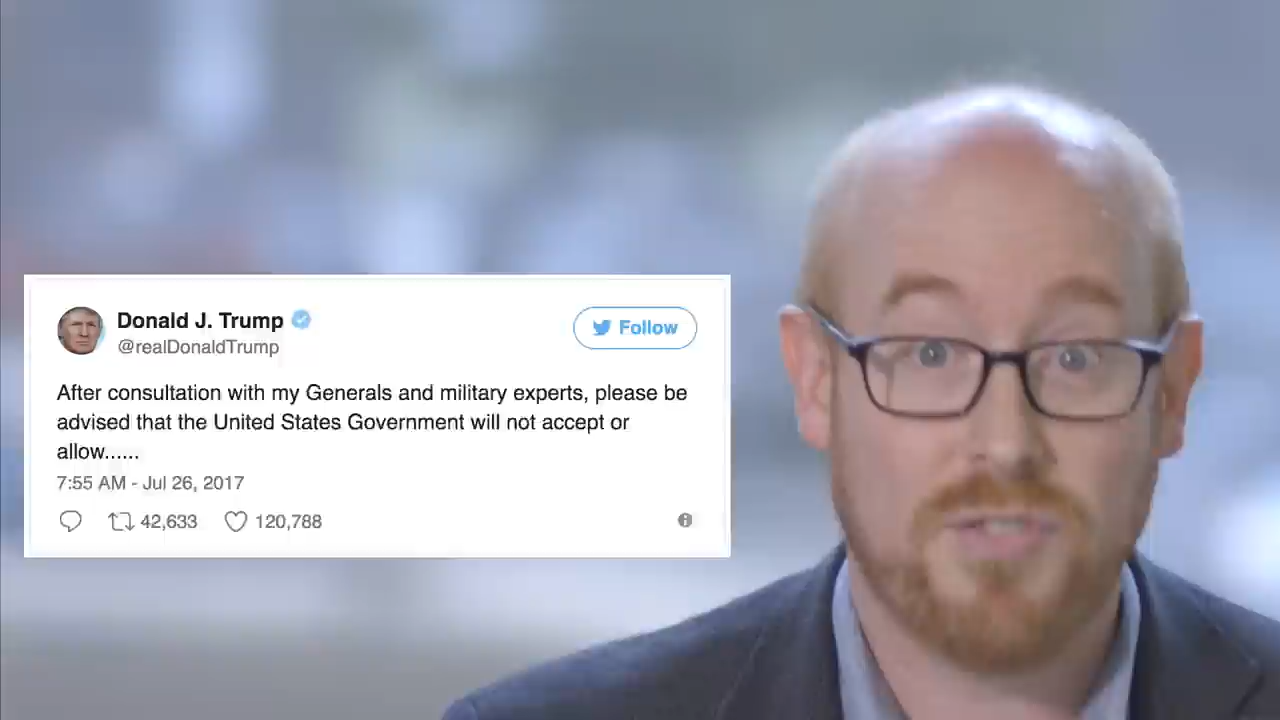 Donald J. Trump
Follow
@realDonaldTrump
After consultation with my Generals and military experts, please be
advised that the United States Government will not accept or
allow......
7:55 AM - Jul 26, 2017
42,633 120,788